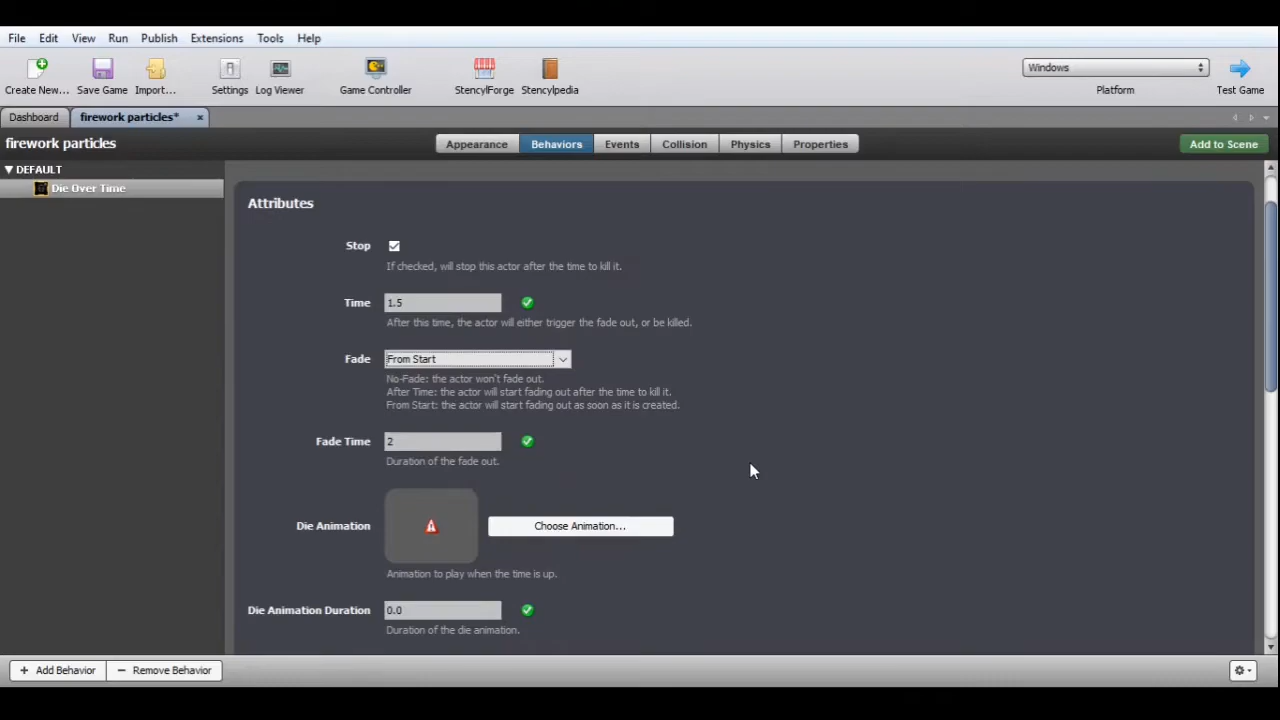 File Edit View Run Publish Extensions Tools Help
Create New... Save Game Import... Settings Log Viewer Game Controller StencylForge Stencylpedia Windows Platform Test Game
Dashboard firework particles*
firework particles Appearance Behaviors Events Collision Physics Properties Add to Scene
DEFAULT
Die Over Time
Attributes
Stop
If checked, will stop this actor after the time to kill it.
Time 1.5
After this time, the actor will either trigger the fade out, or be killed.
Fade From Start
No-Fade: the actor won't fade out.
After Time: the actor will start fading out after the time to kill it.
From Start: the actor will start fading out as soon as it is created.
Fade Time 2
Duration of the fade out.
Die Animation Choose Animation...
Animation to play when the time is up.
Die Animation Duration 0.0
Duration of the die animation.
+ Add Behavior − Remove Behavior